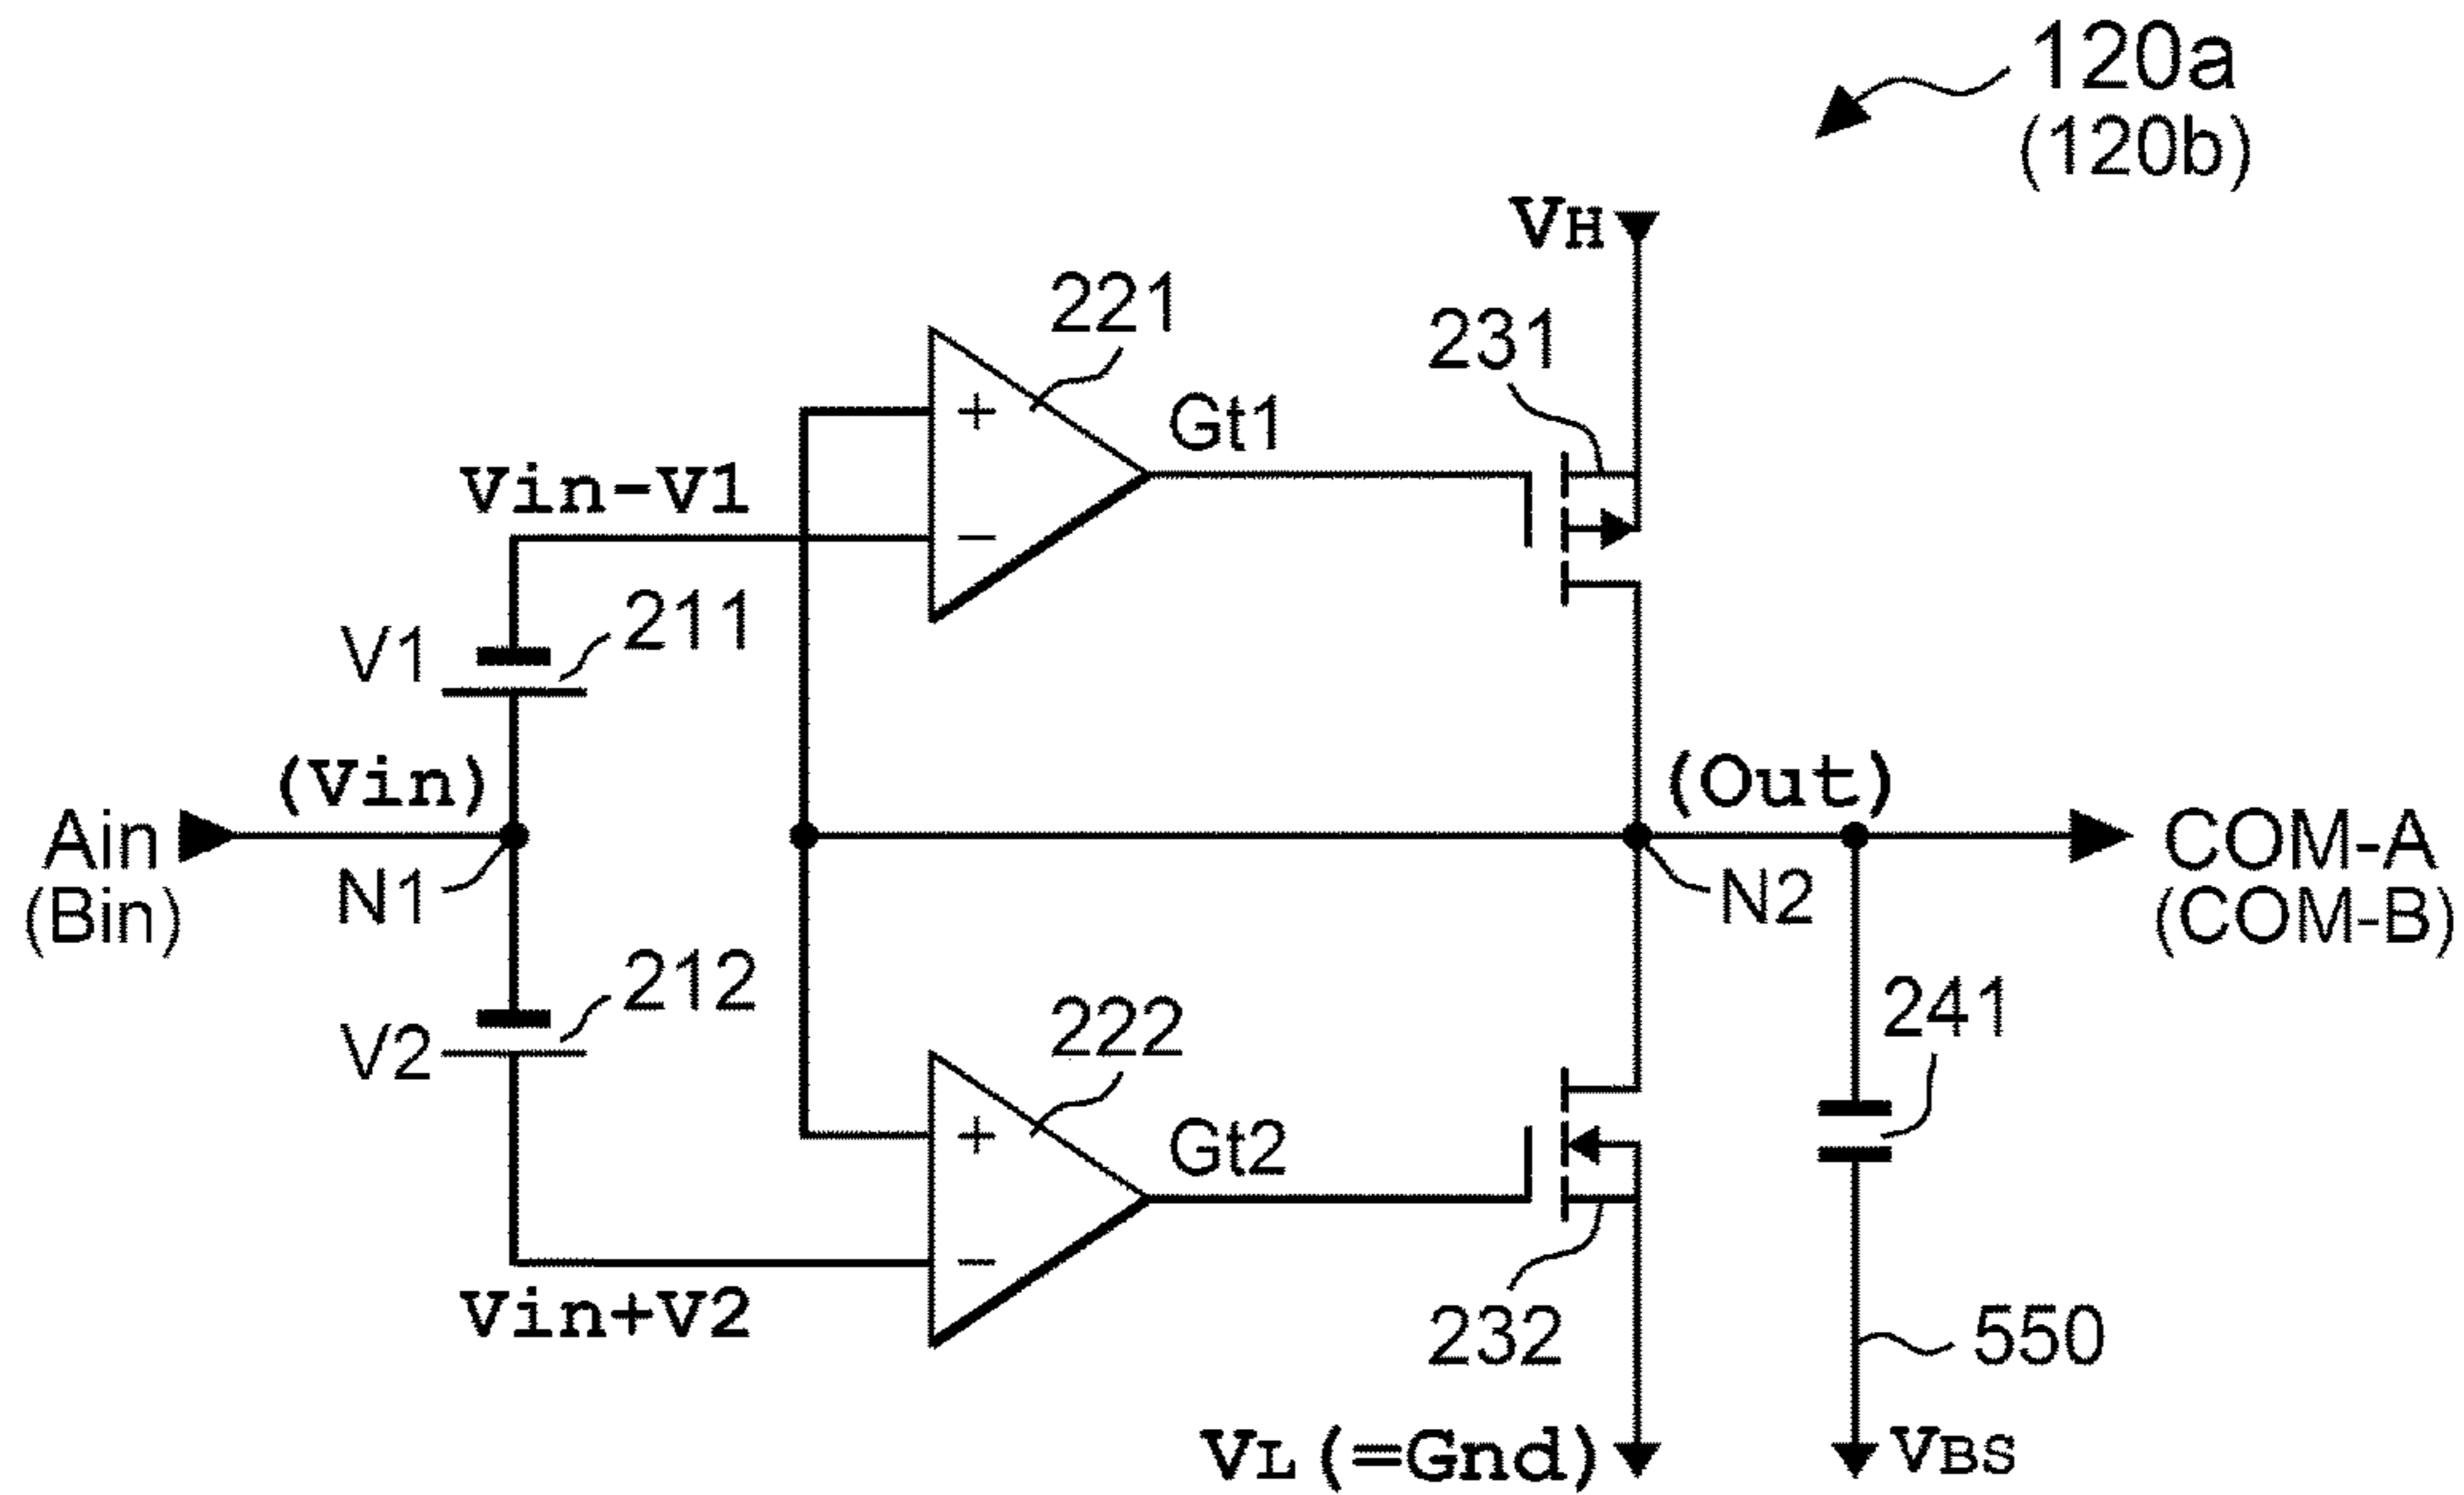 120a
(120b)
VH
221
231
Gt1
Vin-V1
211
V1
(Vin)
(Out)
Ain
(Bin)
N1
N2
COM-A
(COM-B)
212
V2
222
241
Gt2
Vin+V2
232
550
VL(=Gnd)
VBS
+
-
+
-